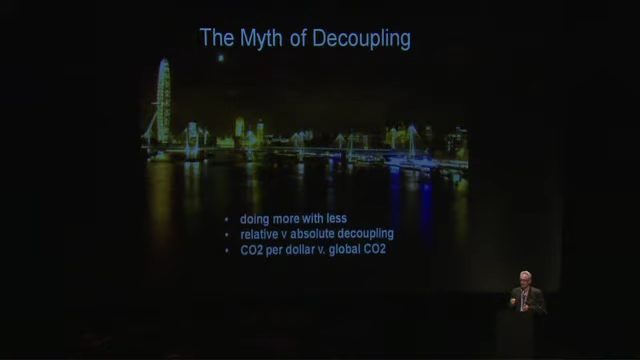 The Myth of Decoupling
• doing more with less
• relative v absolute decoupling
• CO2 per dollar v. global CO2